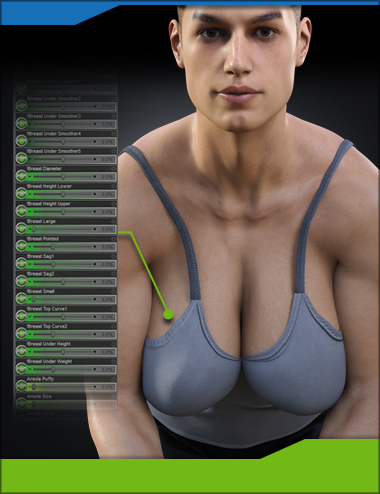 Breast Under Smoother2
Breast Under Smoother3
Breast Under Smoother4
Breast Under Smoother5
Breast Diameter
Breast Height Lower
Breast Height Upper
Breast Large
Breast Pointed
Breast Sag1
Breast Sag2
Breast Small
Breast Top Curve1
Breast Top Curve2
Breast Under Height
Breast Under Weight
Areola Puffy
Areola Size